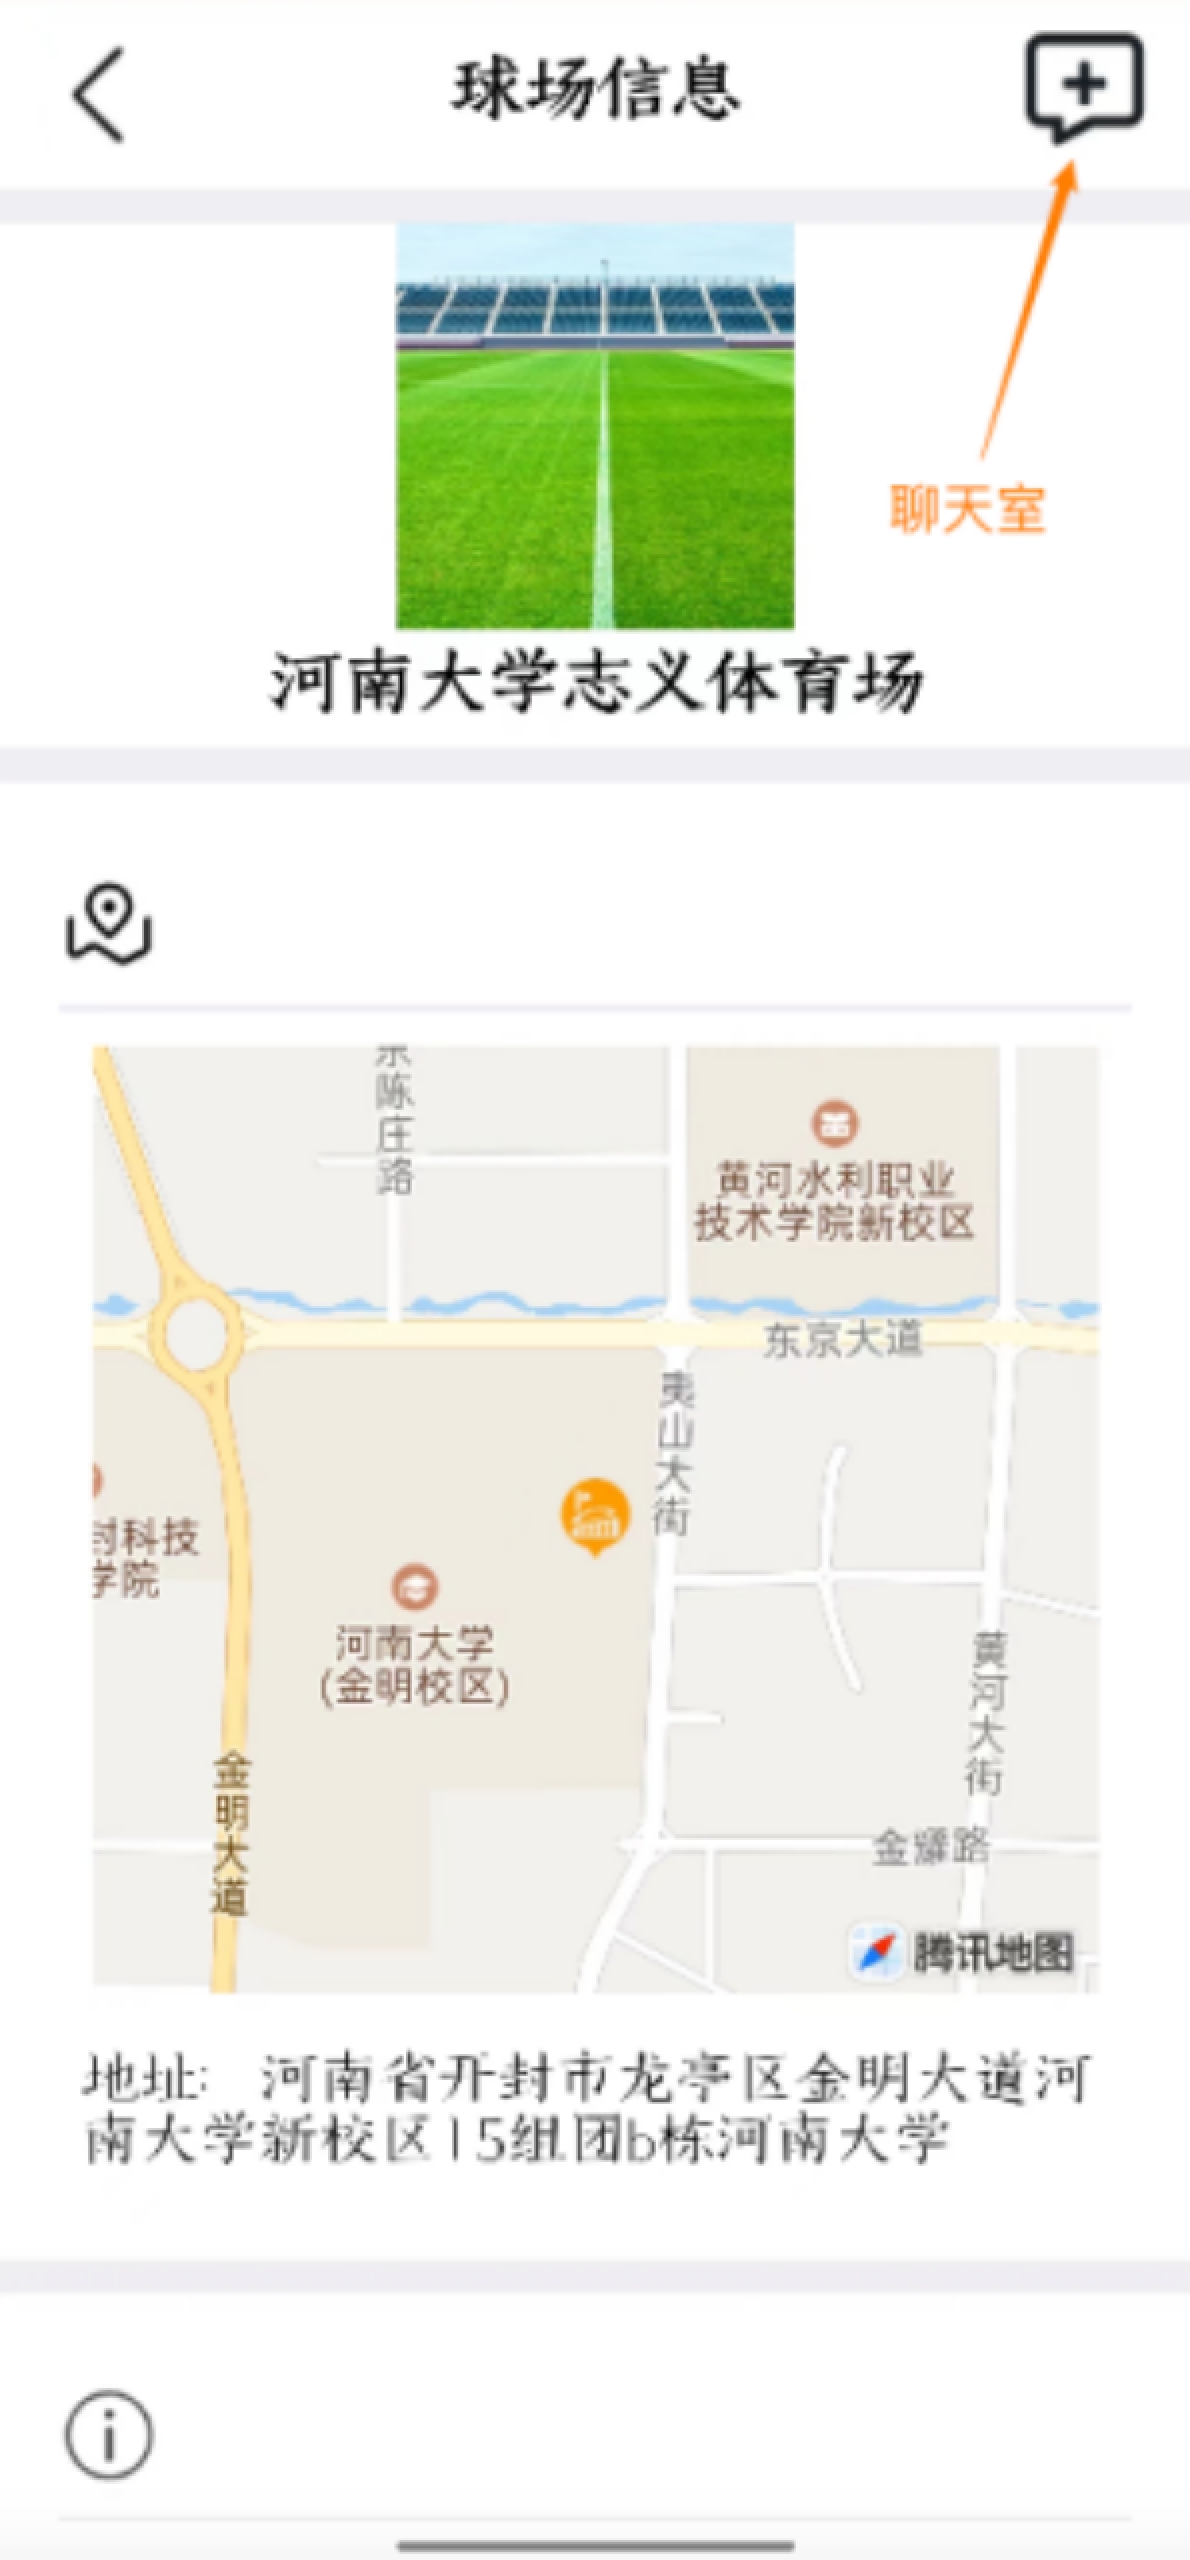 球场信息
聊天室
河南大学志义体育场
陈庄路
黄河水利职业
技术学院新校区
东京大道
夷山大街
封科技
学院
河南大学
(金明校区)
黄河大街
金明大道
金耀路
腾讯地图
地址: 河南省开封市龙亭区金明大道河
南大学新校区15组团b栋河南大学